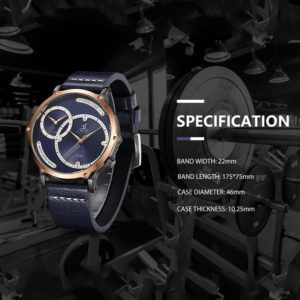 SPECIFICATION
BAND WIDTH: 22mm
BAND LENGTH: 175*75mm
CASE DIAMETER: 46mm
CASE THICKNESS: 10.25mm